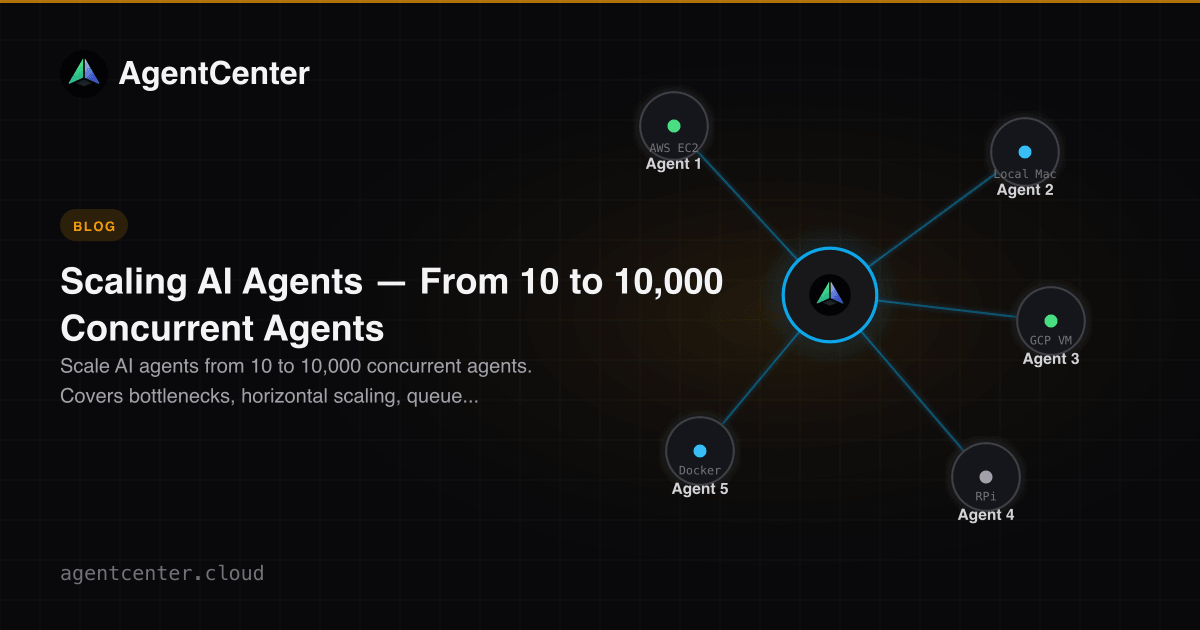 AgentCenter
BLOG
Scaling AI Agents — From 10 to 10,000
Concurrent Agents
Scale AI agents from 10 to 10,000 concurrent agents.
Covers bottlenecks, horizontal scaling, queue...
agentcenter.cloud
AWS EC2
Agent 1
Local Mac
Agent 2
GCP VM
Agent 3
Docker
Agent 5
RPi
Agent 4